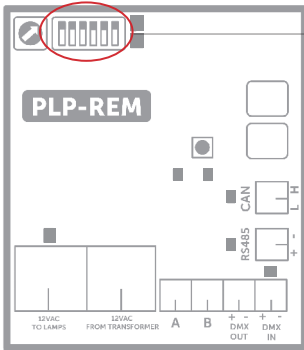 PLP-REM
CAN
H
L
RS485
-
+
12VAC
TO LAMPS
12VAC
FROM TRANSFORMER
A
B
+ -
DMX
OUT
+ -
DMX
IN